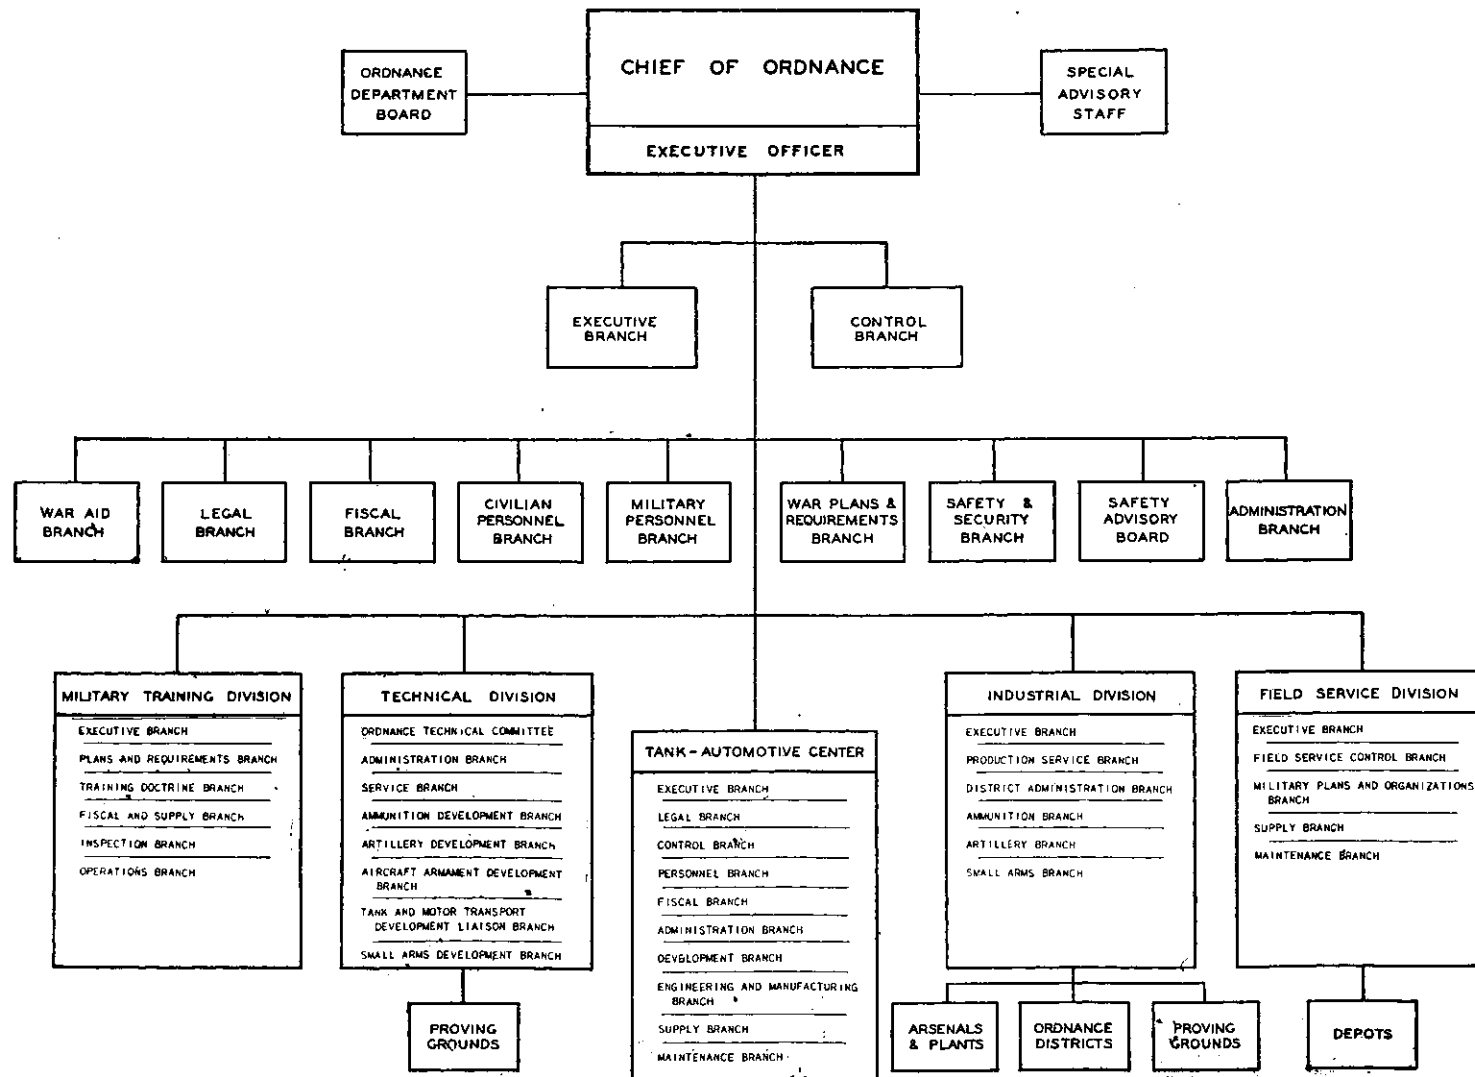 CHIEF OF ORDNANCE
EXECUTIVE OFFICER
ORDNANCE
DEPARTMENT
BOARD
SPECIAL
ADVISORY
STAFF
EXECUTIVE
BRANCH
CONTROL
BRANCH
WAR AID
BRANCH
LEGAL
BRANCH
FISCAL
BRANCH
CIVILIAN
PERSONNEL
BRANCH
MILITARY
PERSONNEL
BRANCH
WAR PLANS &
REQUIREMENTS
BRANCH
SAFETY &
SECURITY
BRANCH
SAFETY
ADVISORY
BOARD
ADMINISTRATION
BRANCH
MILITARY TRAINING DIVISION
EXECUTIVE BRANCH
PLANS AND REQUIREMENTS BRANCH
TRAINING DOCTRINE BRANCH
FISCAL AND SUPPLY BRANCH
INSPECTION BRANCH
OPERATIONS BRANCH
TECHNICAL DIVISION
ORDNANCE TECHNICAL COMMITTEE
ADMINISTRATION BRANCH
SERVICE BRANCH
AMMUNITION DEVELOPMENT BRANCH
ARTILLERY DEVELOPMENT BRANCH
AIRCRAFT ARMAMENT DEVELOPMENT
BRANCH
TANK AND MOTOR TRANSPORT
DEVELOPMENT LIAISON BRANCH
SMALL ARMS DEVELOPMENT BRANCH
PROVING
GROUNDS
TANK-AUTOMOTIVE CENTER
EXECUTIVE BRANCH
LEGAL BRANCH
CONTROL BRANCH
PERSONNEL BRANCH
FISCAL BRANCH
ADMINISTRATION BRANCH
DEVELOPMENT BRANCH
ENGINEERING AND MANUFACTURING
BRANCH
SUPPLY BRANCH
MAINTENANCE BRANCH
INDUSTRIAL DIVISION
EXECUTIVE BRANCH
PRODUCTION SERVICE BRANCH
DISTRICT ADMINISTRATION BRANCH
AMMUNITION BRANCH
ARTILLERY BRANCH
SMALL ARMS BRANCH
ARSENALS
& PLANTS
ORDNANCE
DISTRICTS
PROVING
GROUNDS
FIELD SERVICE DIVISION
EXECUTIVE BRANCH
FIELD SERVICE CONTROL BRANCH
MILITARY PLANS AND ORGANIZATIONS
BRANCH
SUPPLY BRANCH
MAINTENANCE BRANCH
DEPOTS